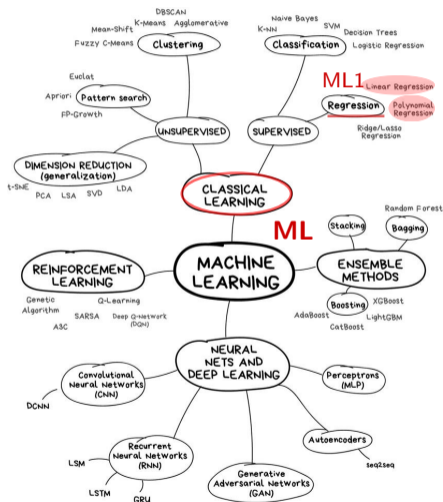 DBSCAN
K-Means Agglomerative
Mean-Shift
Fuzzy C-Means
Clustering
Naive Bayes
K-NN
SVM
Decision Trees
Logistic Regression
Classification
Euclat
Apriori
Pattern search
FP-Growth
ML1
Linear Regression
Regression
Polynomial
Regression
Ridge/Lasso
Regression
UNSUPERVISED
SUPERVISED
DIMENSION REDUCTION
(generalization)
t-SNE
PCA
LSA
SVD
LDA
CLASSICAL
LEARNING
ML
MACHINE
LEARNING
Random Forest
Stacking
Bagging
ENSEMBLE
METHODS
Boosting
XGBoost
AdaBoost
LightGBM
CatBoost
REINFORCEMENT
LEARNING
Genetic
Algorithm
Q-Learning
SARSA
Deep Q-Network
(DQN)
A3C
NEURAL
NETS AND
DEEP LEARNING
Convolutional
Neural Networks
(CNN)
DCNN
Perceptrons
(MLP)
Recurrent
Neural Networks
(RNN)
LSM
LSTM
GRU
Autoencoders
seq2seq
Generative
Adversarial Networks
(GAN)